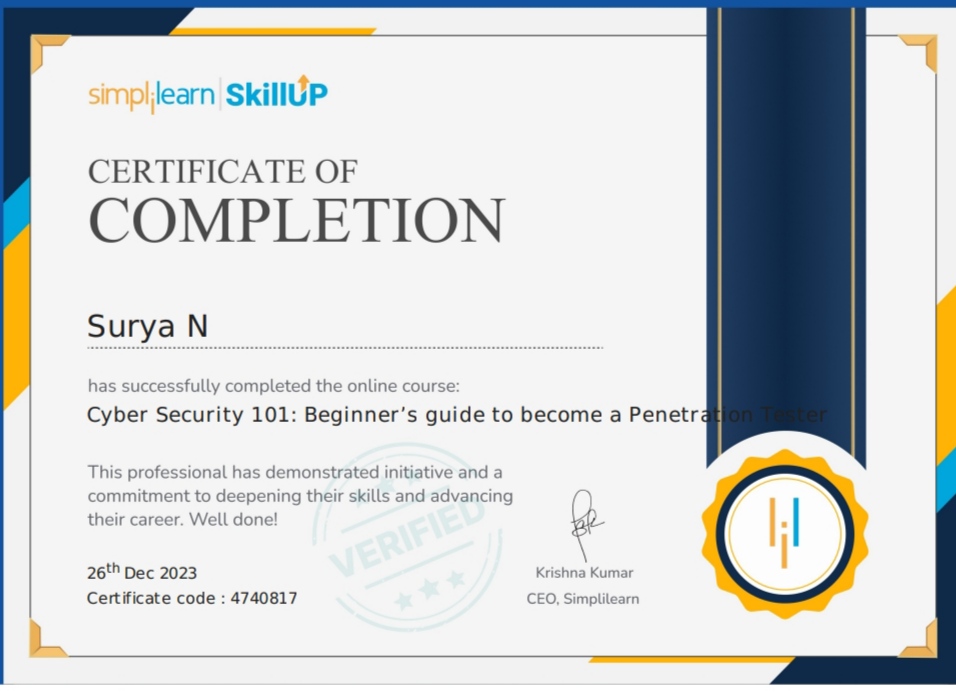 simplilearn | SkillUP
CERTIFICATE OF
COMPLETION
Surya N
has successfully completed the online course:
Cyber Security 101: Beginner’s guide to become a Penetration Tester
This professional has demonstrated initiative and a
commitment to deepening their skills and advancing
their career. Well done!
VERIFIED
26th Dec 2023
Certificate code : 4740817
Krishna Kumar
CEO, Simplilearn